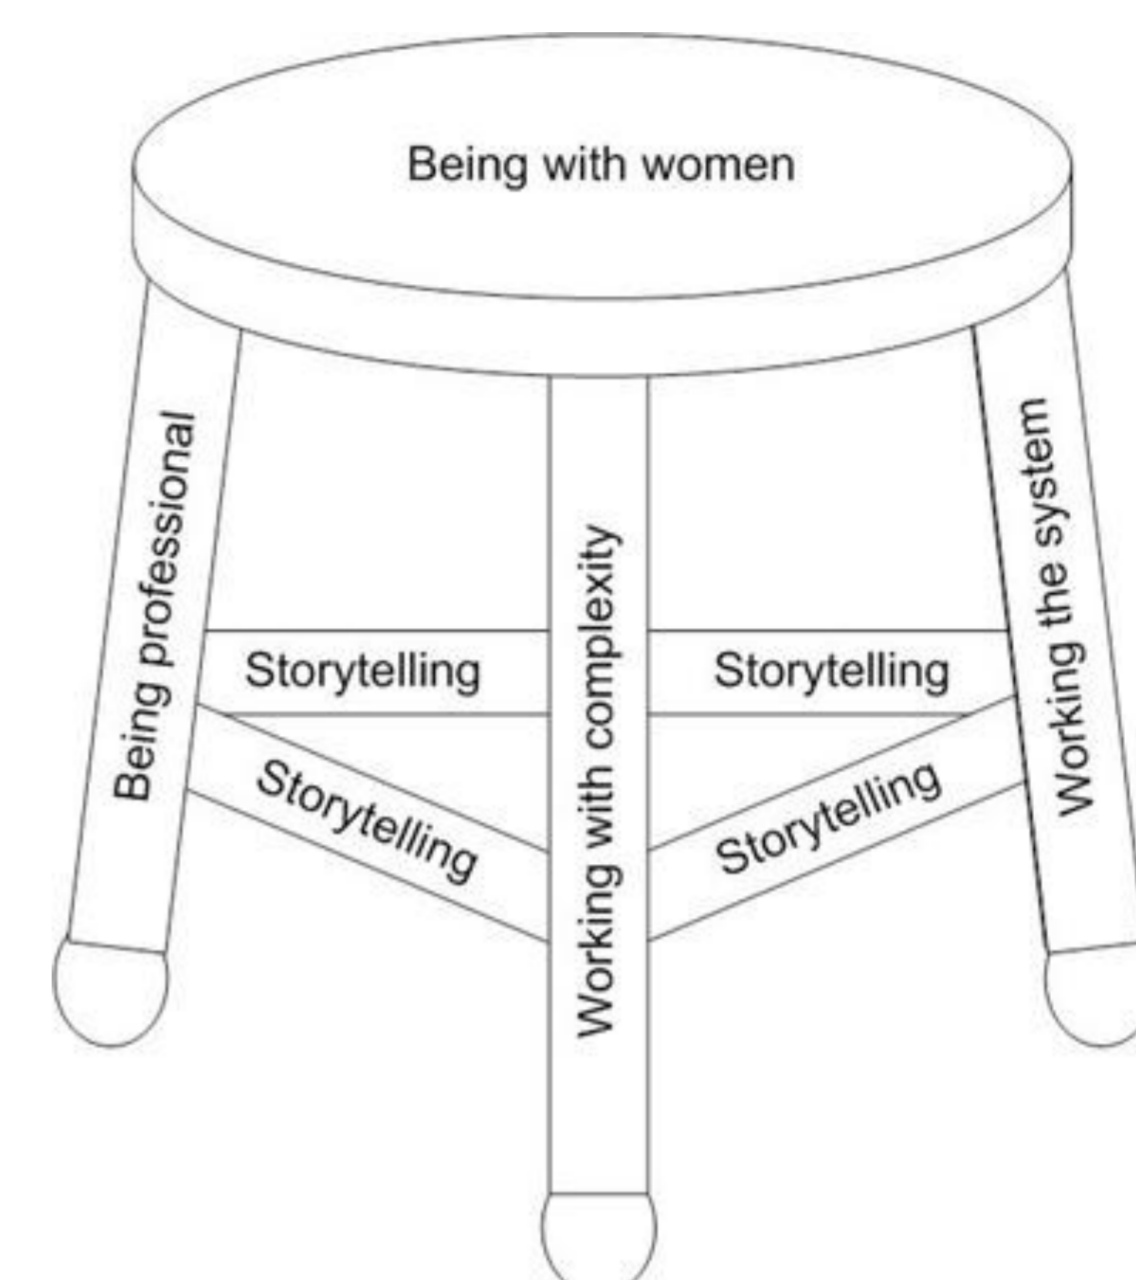 Being with women
Being professional
Working with complexity
Working the system
Storytelling
Storytelling
Storytelling
Storytelling